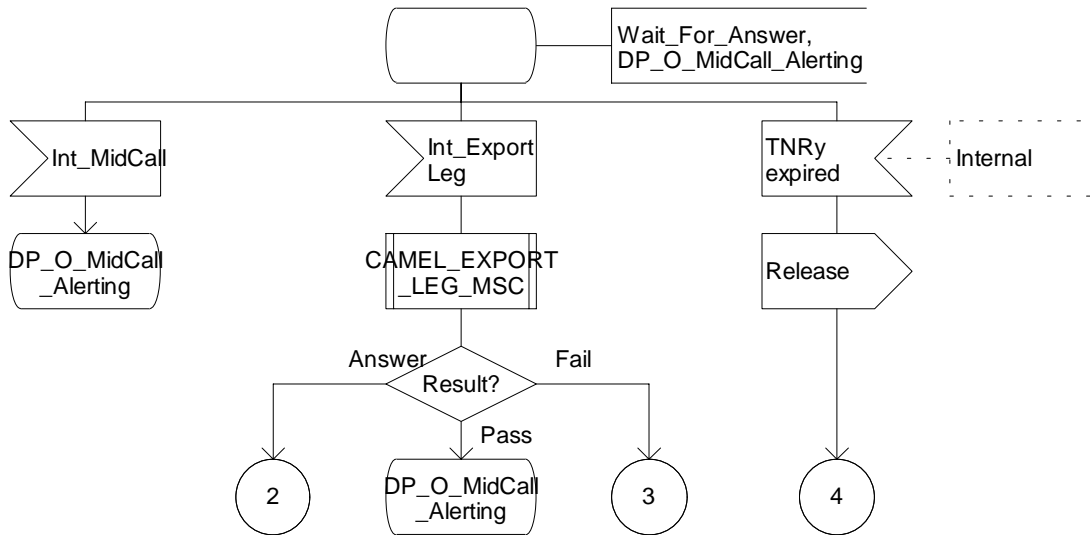 Wait_For_Answer,
DP_O_MidCall_Alerting
Int_MidCall
Int_Export
Leg
TNRy
expired
Internal
DP_O_MidCall
_Alerting
CAMEL_EXPORT
_LEG_MSC
Release
Answer
Result?
Fail
Pass
2
DP_O_MidCall
_Alerting
3
4